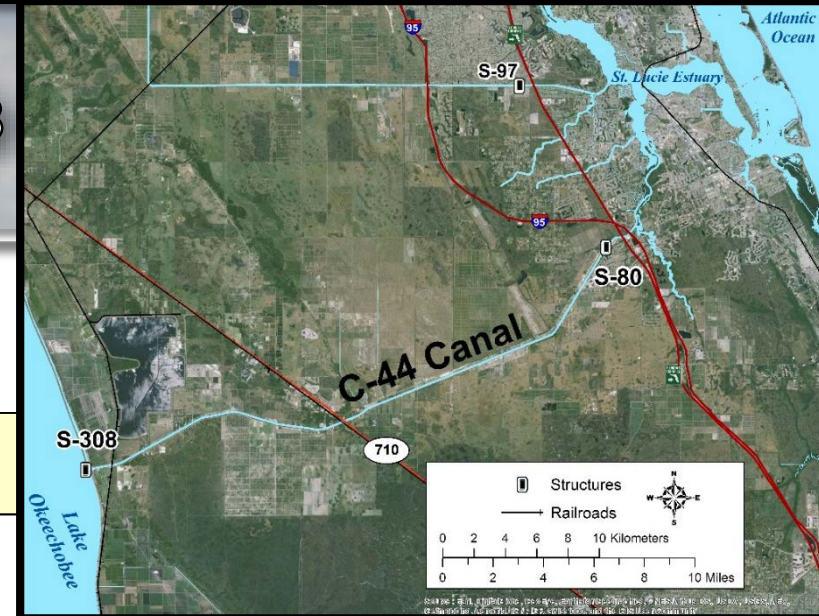 Atlantic
Ocean
95
S-97
St. Lucie Estuary
95
S-80
C-44 Canal
S-308
710
Lake
Okeechobee
Structures
Railroads
N
W E
S
0 2 4 6 8 10 Kilometers
0 2 4 6 8 10 Miles